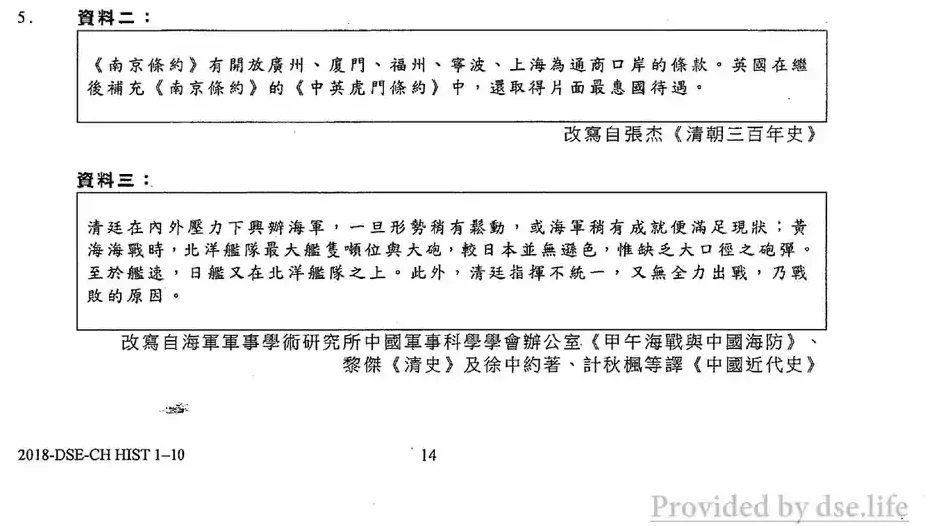 5. 資料二：
《南京條約》有開放廣州、廈門、福州、寧波、上海為通商口岸的條款。英國在繼
後補充《南京條約》的《中英虎門條約》中，還取得片面最惠國待遇。
改寫自張杰《清朝三百年史》
資料三：
清廷在內外壓力下興辦海軍，一旦形勢稍有鬆動，或海軍稍有成就便滿足現狀；黃
海海戰時，北洋艦隊最大艦隻噸位與大砲，較日本並無遜色，惟缺乏大口徑之砲彈。
至於艦速，日艦又在北洋艦隊之上。此外，清廷指揮不統一，又無全力出戰，乃戰
敗的原因。
改寫自海軍軍事學術研究所中國軍事科學學會辦公室《甲午海戰與中國海防》、
黎傑《清史》及徐中約著、計秋楓等譯《中國近代史》
2018-DSE-CH HIST 1–10 14
Provided by dse.life